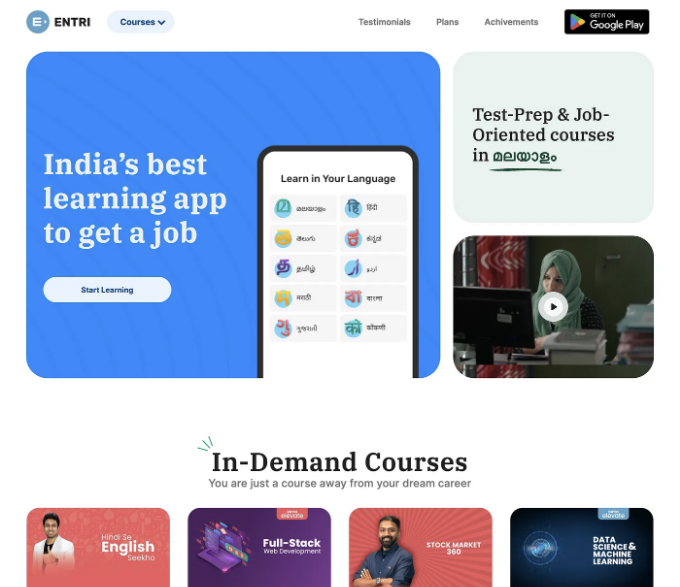 ENTRI
Courses
Testimonials
Plans
Achivements
GET IT ON
Google Play
India's best
learning app
to get a job
Start Learning
Learn in Your Language
മലയാളം
हिंदी
తెలుగు
ಕನ್ನಡ
தமிழ்
اردو
मराठी
বাংলা
ગુજરાતી
कोंकणी
Test-Prep & Job-
Oriented courses
in മലയാളം
In-Demand Courses
You are just a course away from your dream career
Hindi Se
English
Seekho
elevate
Full-Stack
Web Development
STOCK MARKET
360
elevate
DATA
SCIENCE &
MACHINE
LEARNING